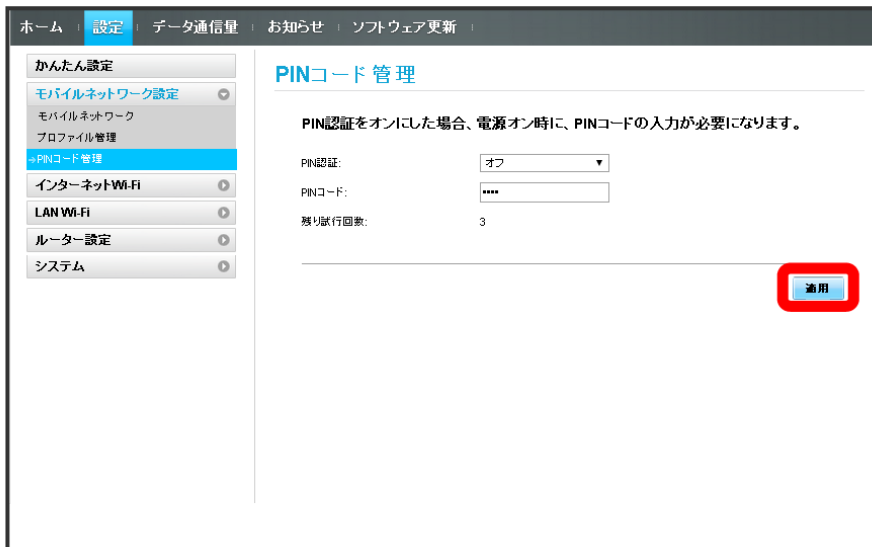 ホーム 設定 データ通信量 お知らせ ソフトウェア更新
かんたん設定
モバイルネットワーク設定
モバイルネットワーク
プロファイル管理
→PINコード管理
インターネットWi-Fi
LAN Wi-Fi
ルーター設定
システム
PINコード管理
PIN認証をオンにした場合、電源オン時に、PINコードの入力が必要になります。
PIN認証: オフ ▼
PINコード: ••••
残り試行回数: 3
適用